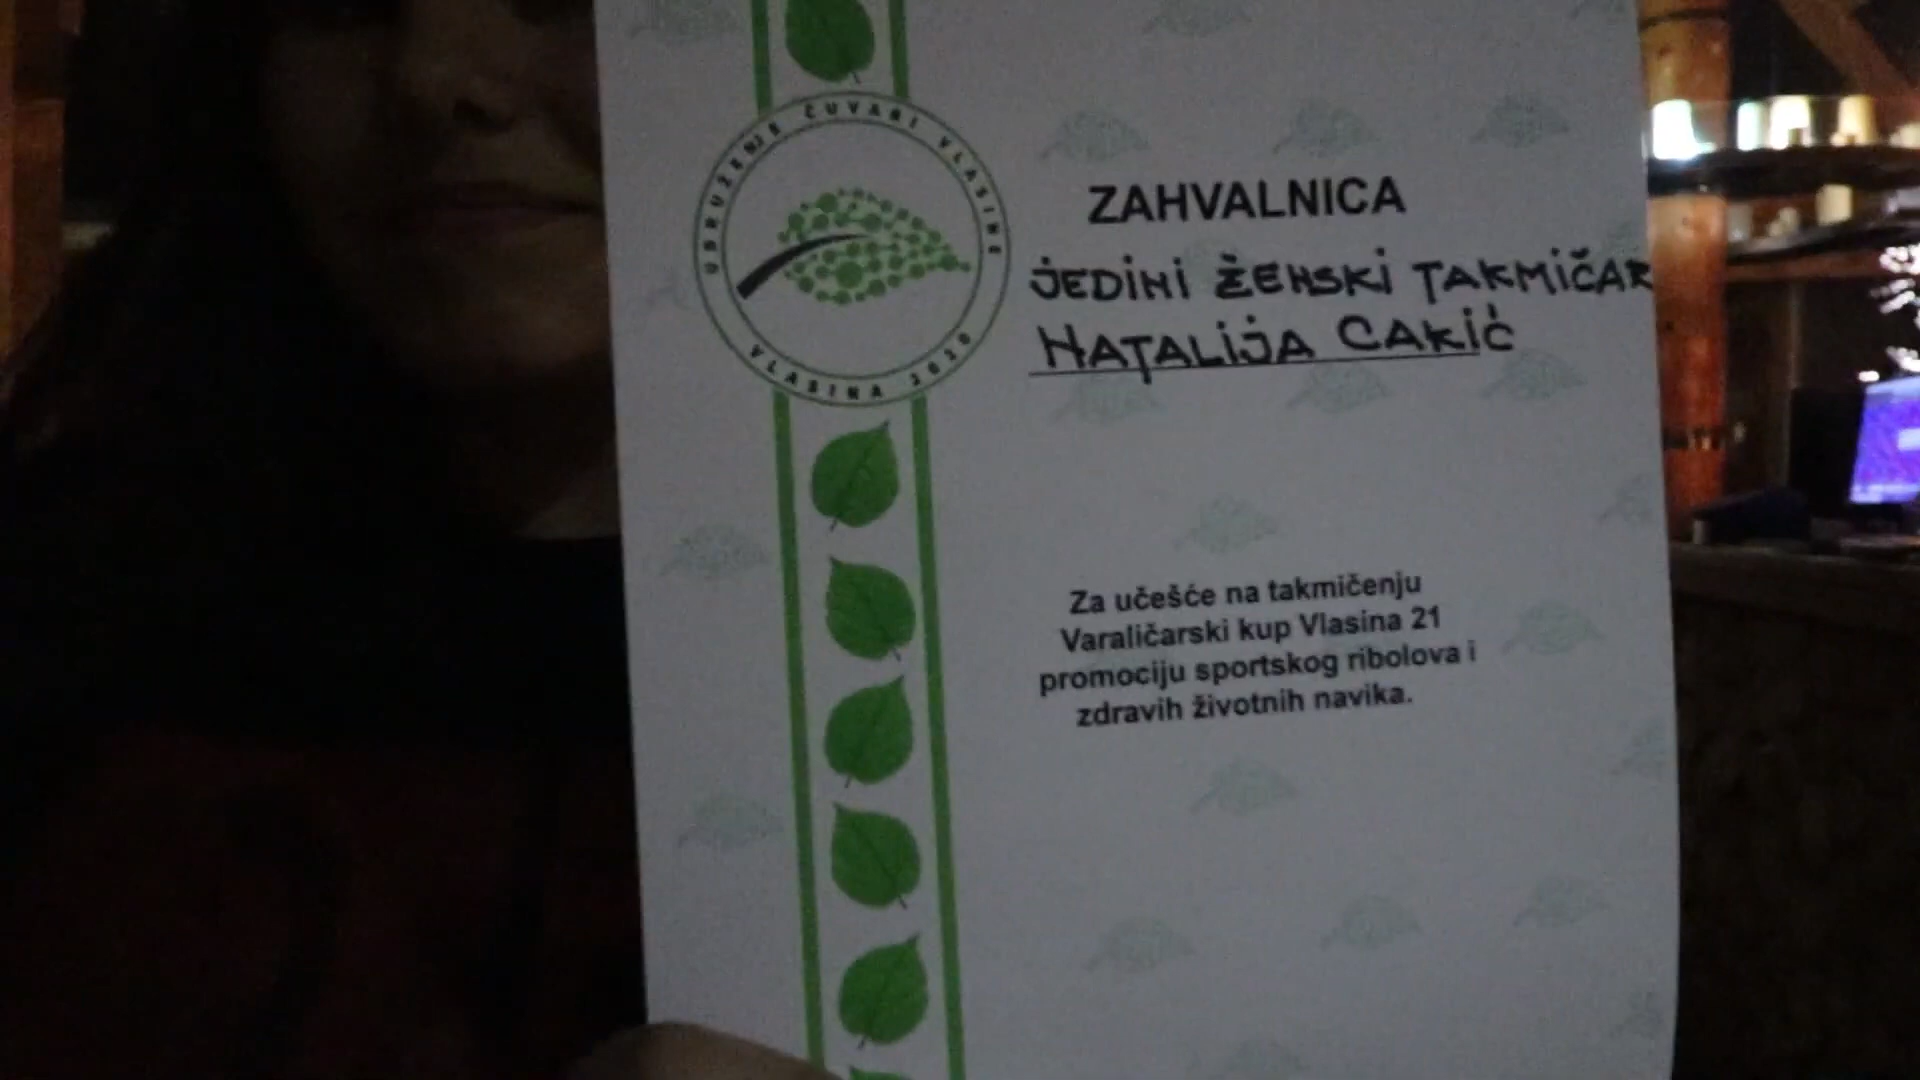 UDRUŽENJE ČUVARI VLASINE
VLASINA 2020
ZAHVALNICA
JEDINI ŽENSKI TAKMIČAR
NATALIJA CAKIĆ
Za učešće na takmičenju
Varaličarski kup Vlasina 21
promociju sportskog ribolova i
zdravih životnih navika.